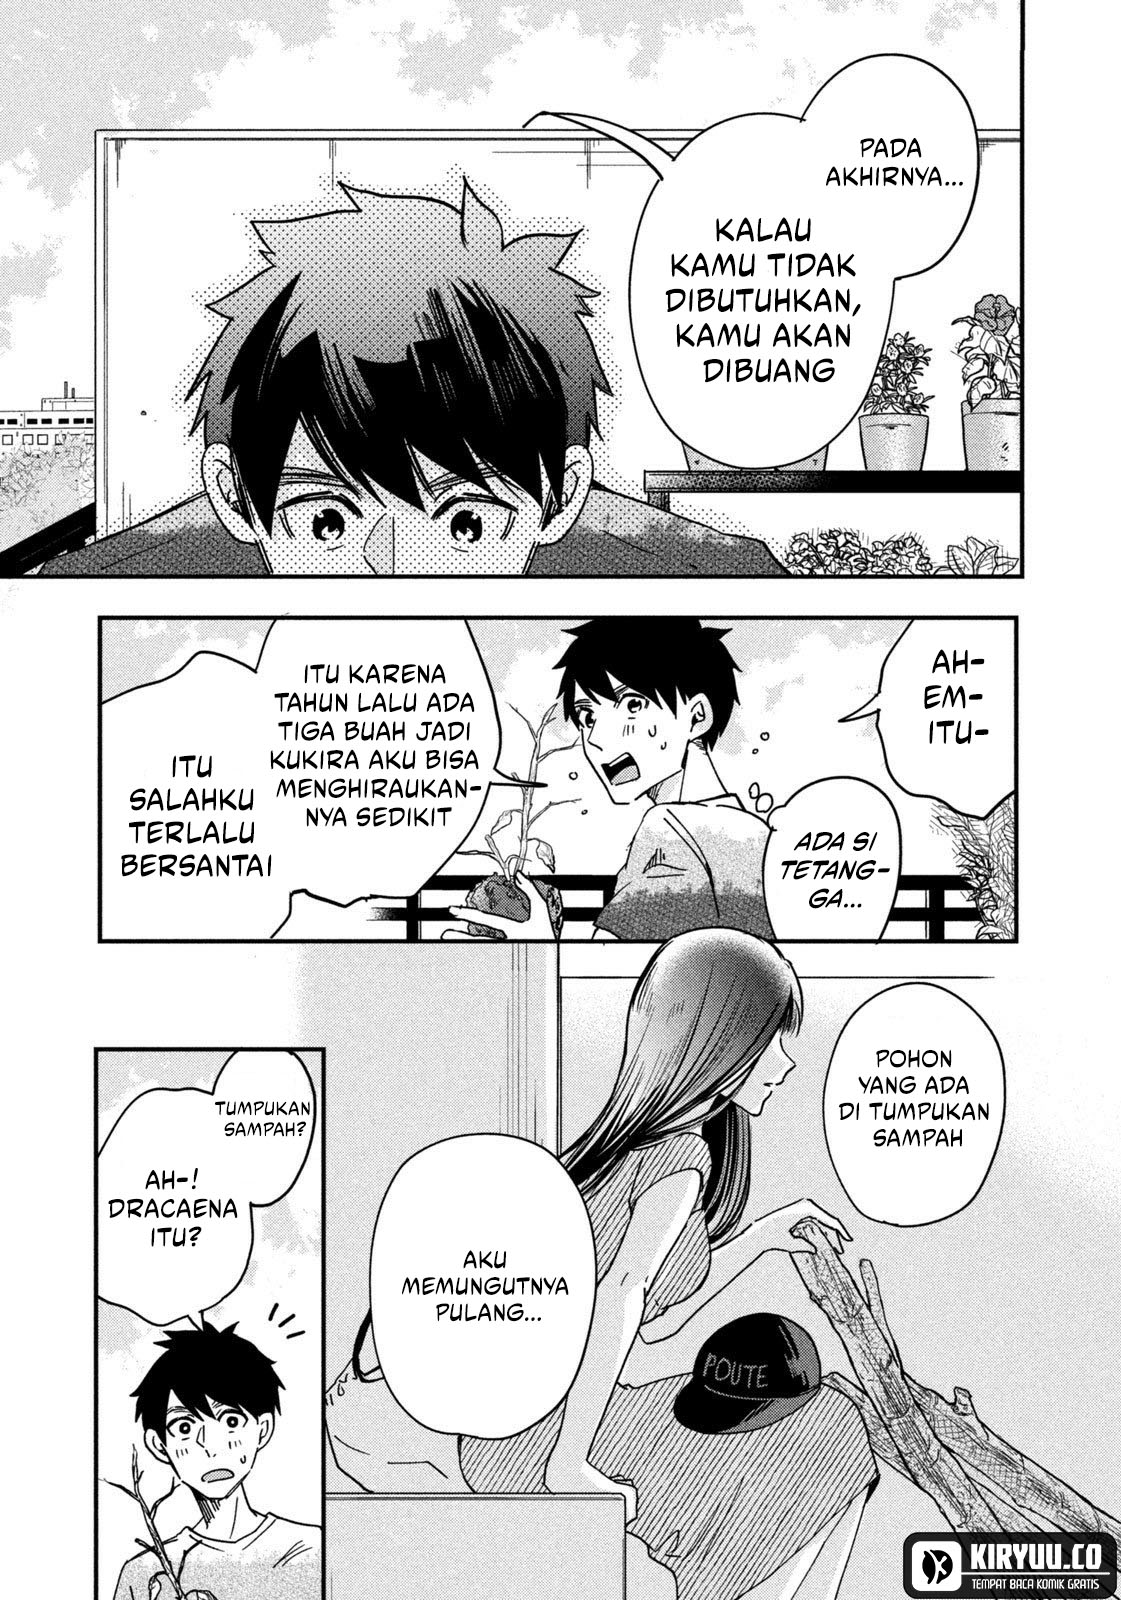 PADA
AKHIRNYA...
KALAU
KAMU TIDAK
DIBUTUHKAN,
KAMU AKAN
DIBUANG
AH-
EM-
ITU-
ADA SI
TETANG-
GA...
ITU KARENA
TAHUN LALU ADA
TIGA BUAH JADI
KUKIRA AKU BISA
MENGHIRAUKAN-
NYA SEDIKIT
ITU
SALAHKU
TERLALU
BERSANTAI
POHON
YANG ADA
DI TUMPUKAN
SAMPAH
AKU
MEMUNGUTNYA
PULANG...
POUTE
TUMPUKAN
SAMPAH?
AH-!
DRACAENA
ITU?
KIRYUU.CO
TEMPAT BACA KOMIK GRATIS